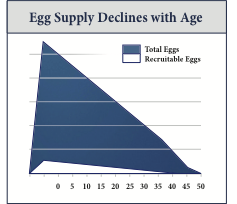 Egg Supply Declines with Age
Total Eggs
Recruitable Eggs
0 5 10 15 20 25 30 35 40 45 50